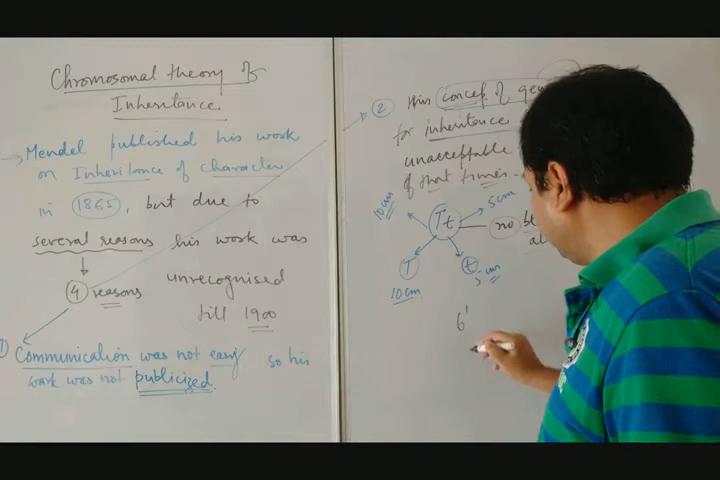 Chromosomal theory of
Inheritance
Mendel published his work
on Inheritance of character
in 1865, but due to
several reasons his work was
4 reasons unrecognised
till 1900
1 Communication was not easy so his
work was not publicized.
2 His concept of
for inheritance
unacceptable
of that times.
10cm
Tt
5cm
no
T
10cm
t
5cm
6'